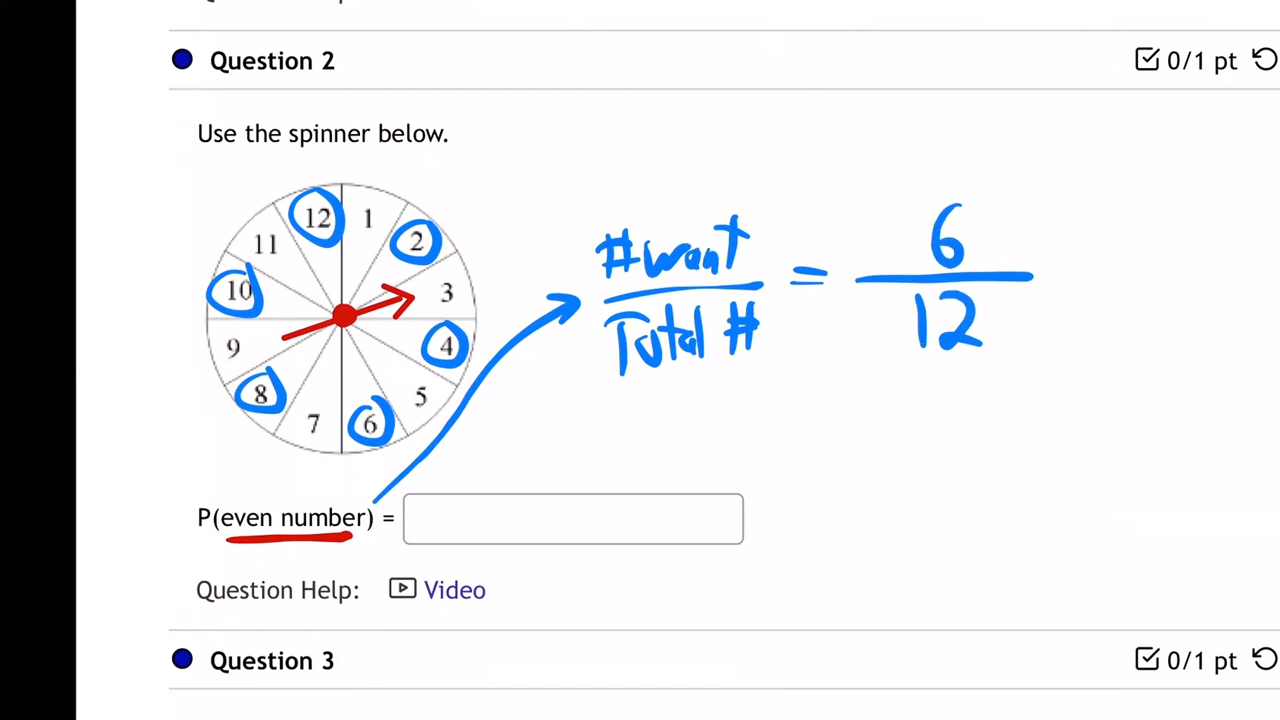 Question 2
0/1 pt
Use the spinner below.
12 1
11 2
10 3
9 4
8 5
7 6
#want
Total #
=
6
12
P(even number) =
Question Help: Video
Question 3
0/1 pt